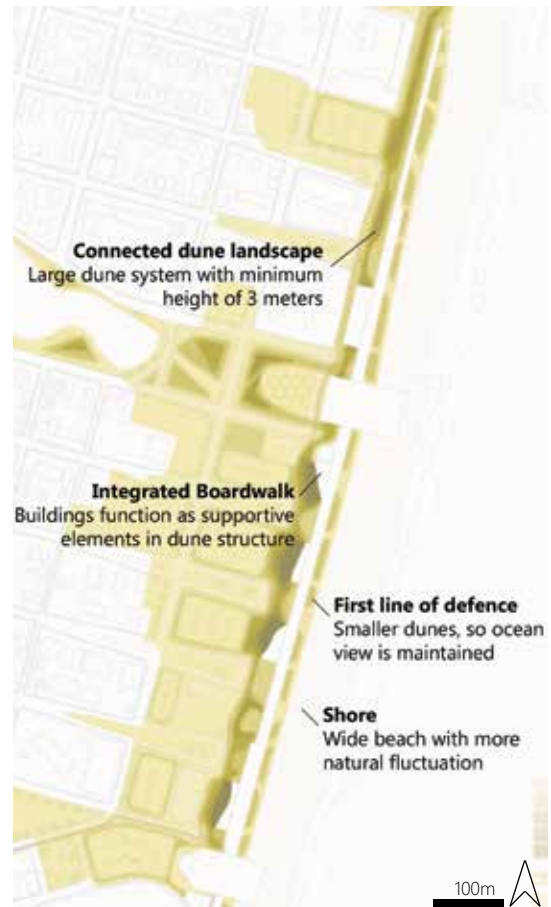 Connected dune landscape
Large dune system with minimum
height of 3 meters
Integrated Boardwalk
Buildings function as supportive
elements in dune structure
First line of defence
Smaller dunes, so ocean
view is maintained
Shore
Wide beach with more
natural fluctuation
100m